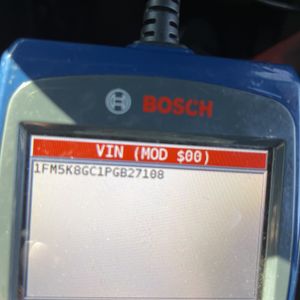 BOSCH
VIN (MOD $00)
1FM5K8GC1PGB27108